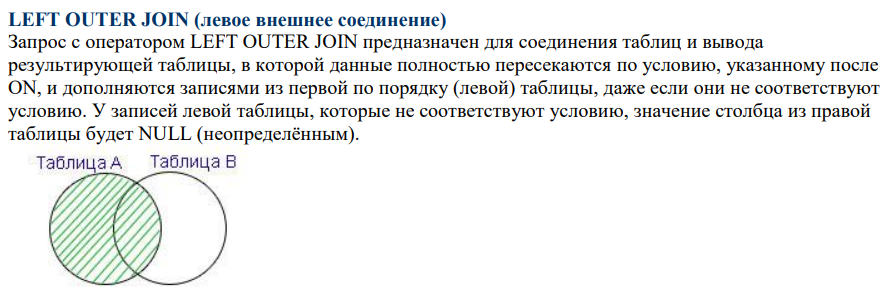 LEFT OUTER JOIN (левое внешнее соединение)
Запрос с оператором LEFT OUTER JOIN предназначен для соединения таблиц и вывода
результирующей таблицы, в которой данные полностью пересекаются по условию, указанному после
ON, и дополняются записями из первой по порядку (левой) таблицы, даже если они не соответствуют
условию. У записей левой таблицы, которые не соответствуют условию, значение столбца из правой
таблицы будет NULL (неопределённым).
Таблица A Таблица B